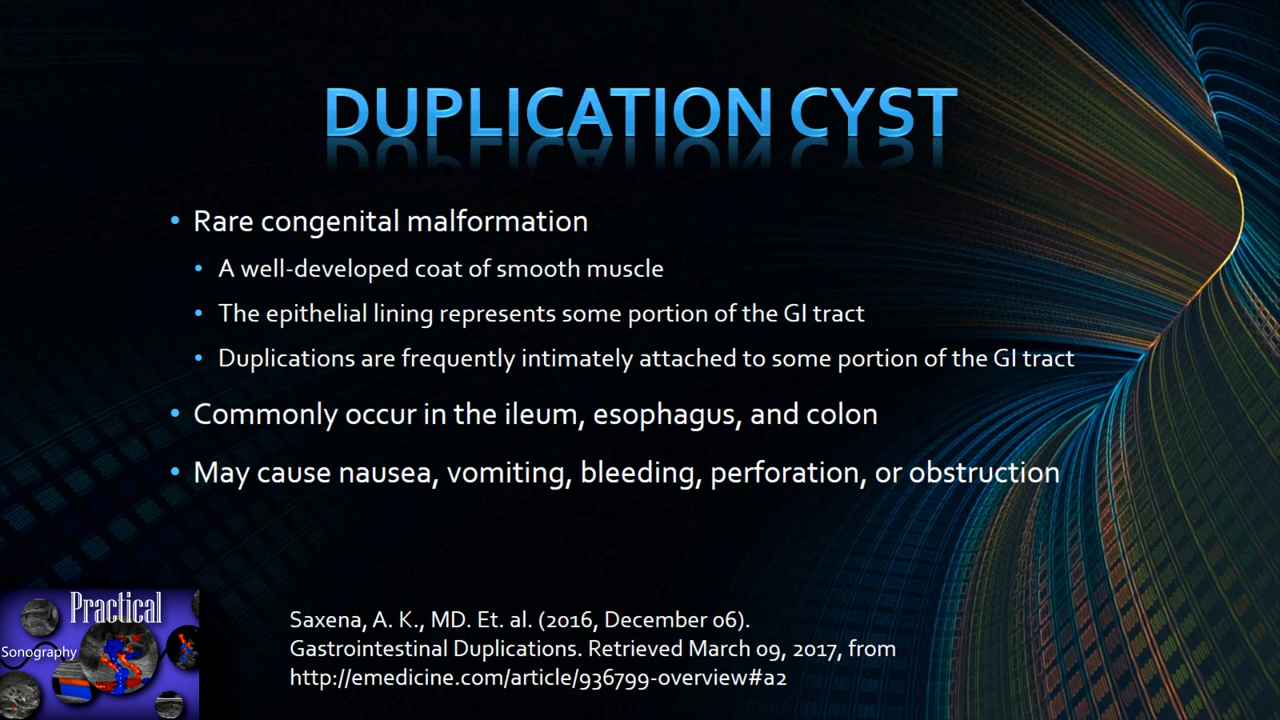 DUPLICATION CYST
• Rare congenital malformation
• A well-developed coat of smooth muscle
• The epithelial lining represents some portion of the GI tract
• Duplications are frequently intimately attached to some portion of the GI tract
• Commonly occur in the ileum, esophagus, and colon
• May cause nausea, vomiting, bleeding, perforation, or obstruction
Practical
Sonography
Saxena, A. K., MD. Et. al. (2016, December 06).
Gastrointestinal Duplications. Retrieved March 09, 2017, from
http://emedicine.com/article/936799-overview#a2